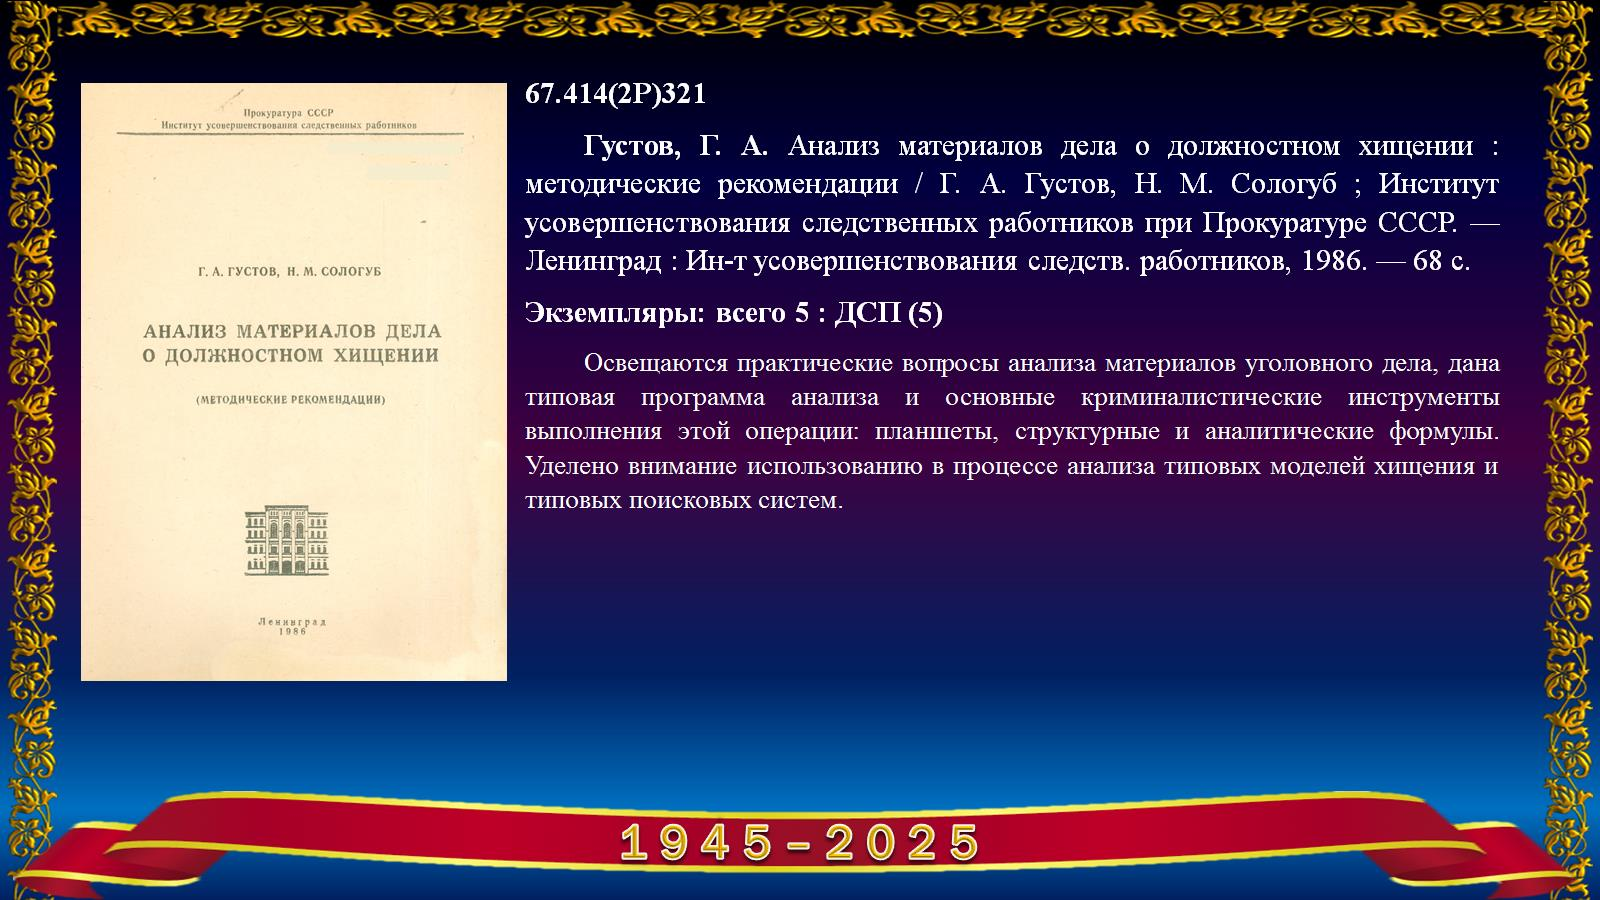 Прокуратура СССР
Институт усовершенствования следственных работников
Г. А. ГУСТОВ, Н. М. СОЛОГУБ
АНАЛИЗ МАТЕРИАЛОВ ДЕЛА
О ДОЛЖНОСТНОМ ХИЩЕНИИ
(МЕТОДИЧЕСКИЕ РЕКОМЕНДАЦИИ)
Ленинград
1986
67.414(2Р)321
Густов, Г. А. Анализ материалов дела о должностном хищении :
методические рекомендации / Г. А. Густов, Н. М. Сологуб ; Институт
усовершенствования следственных работников при Прокуратуре СССР. —
Ленинград : Ин-т усовершенствования следств. работников, 1986. — 68 с.
Экземпляры: всего 5 : ДСП (5)
Освещаются практические вопросы анализа материалов уголовного дела, дана
типовая программа анализа и основные криминалистические инструменты
выполнения этой операции: планшеты, структурные и аналитические формулы.
Уделено внимание использованию в процессе анализа типовых моделей хищения и
типовых поисковых систем.
1945–2025